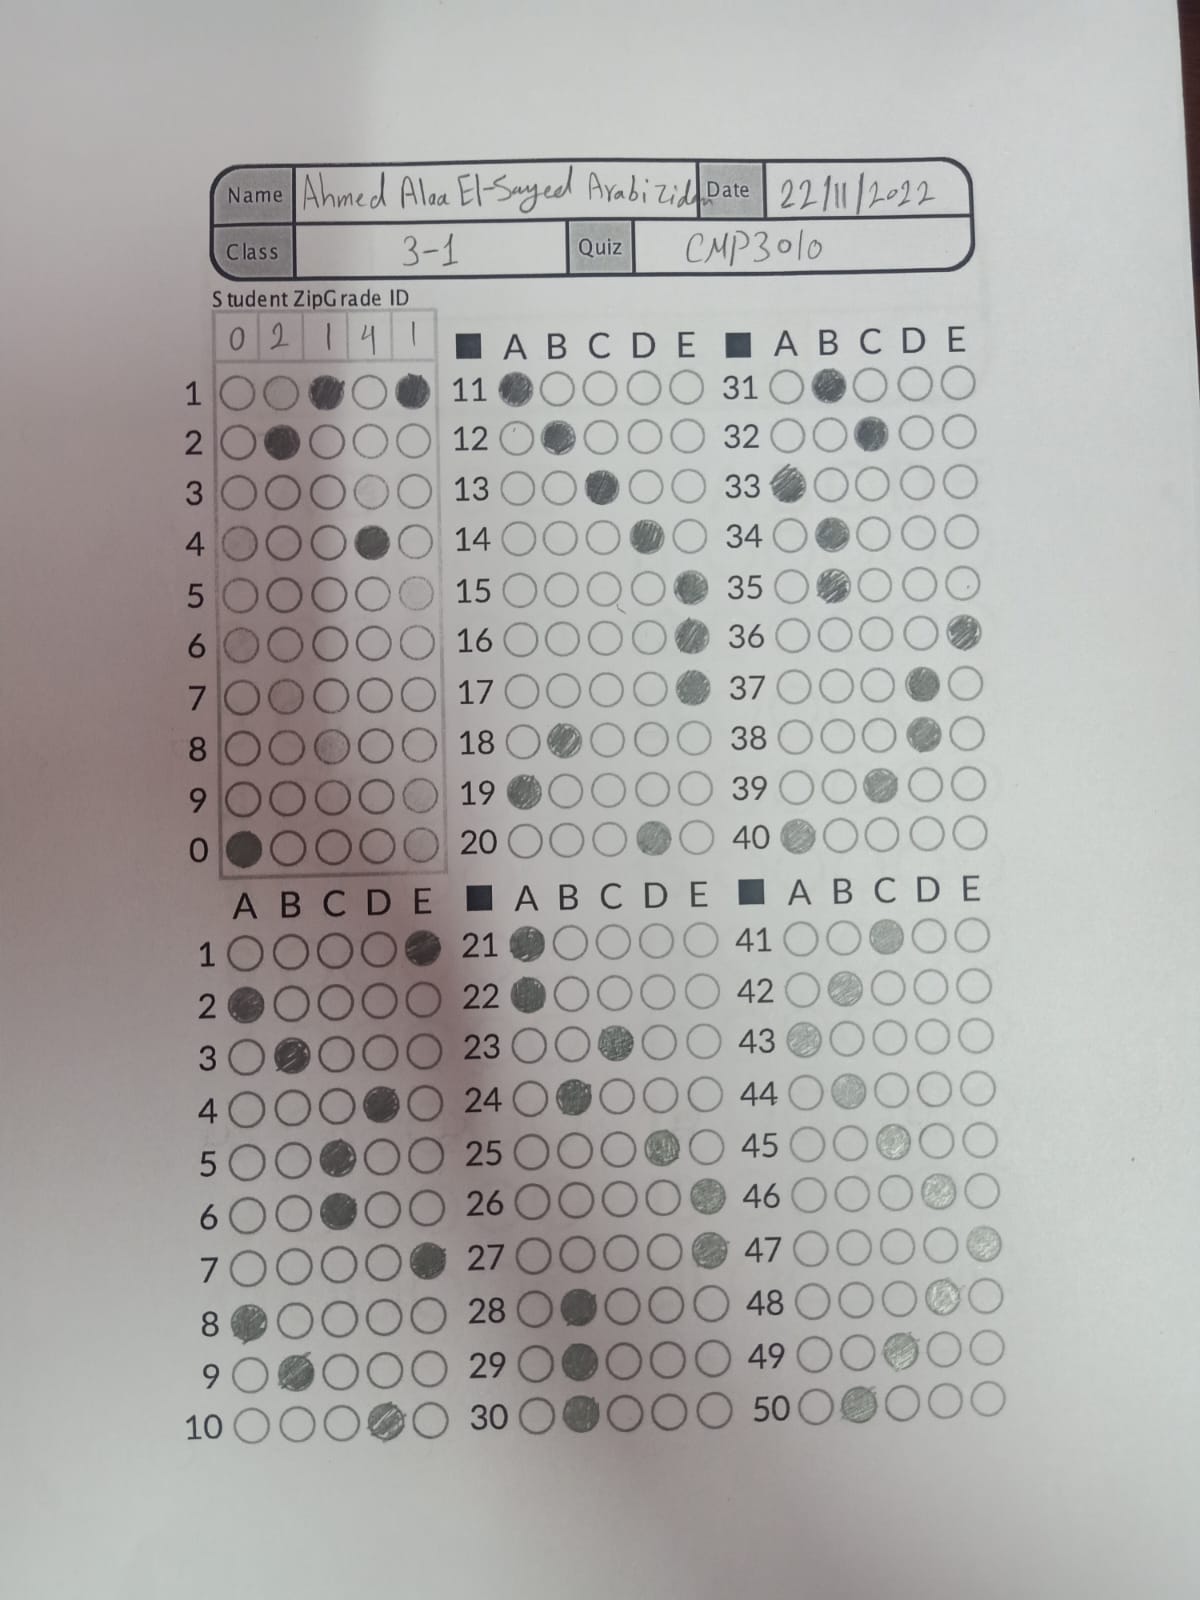 Name Ahmed Alaa El-Sayed Arabi Zidan Date 22/11/2022
Class 3-1 Quiz CMP3010
Student ZipGrade ID
0 2 1 4 1
A B C D E A B C D E
1 11 31
2 12 32
3 13 33
4 14 34
5 15 35
6 16 36
7 17 37
8 18 38
9 19 39
0 20 40
A B C D E A B C D E A B C D E
1 21 41
2 22 42
3 23 43
4 24 44
5 25 45
6 26 46
7 27 47
8 28 48
9 29 49
10 30 50